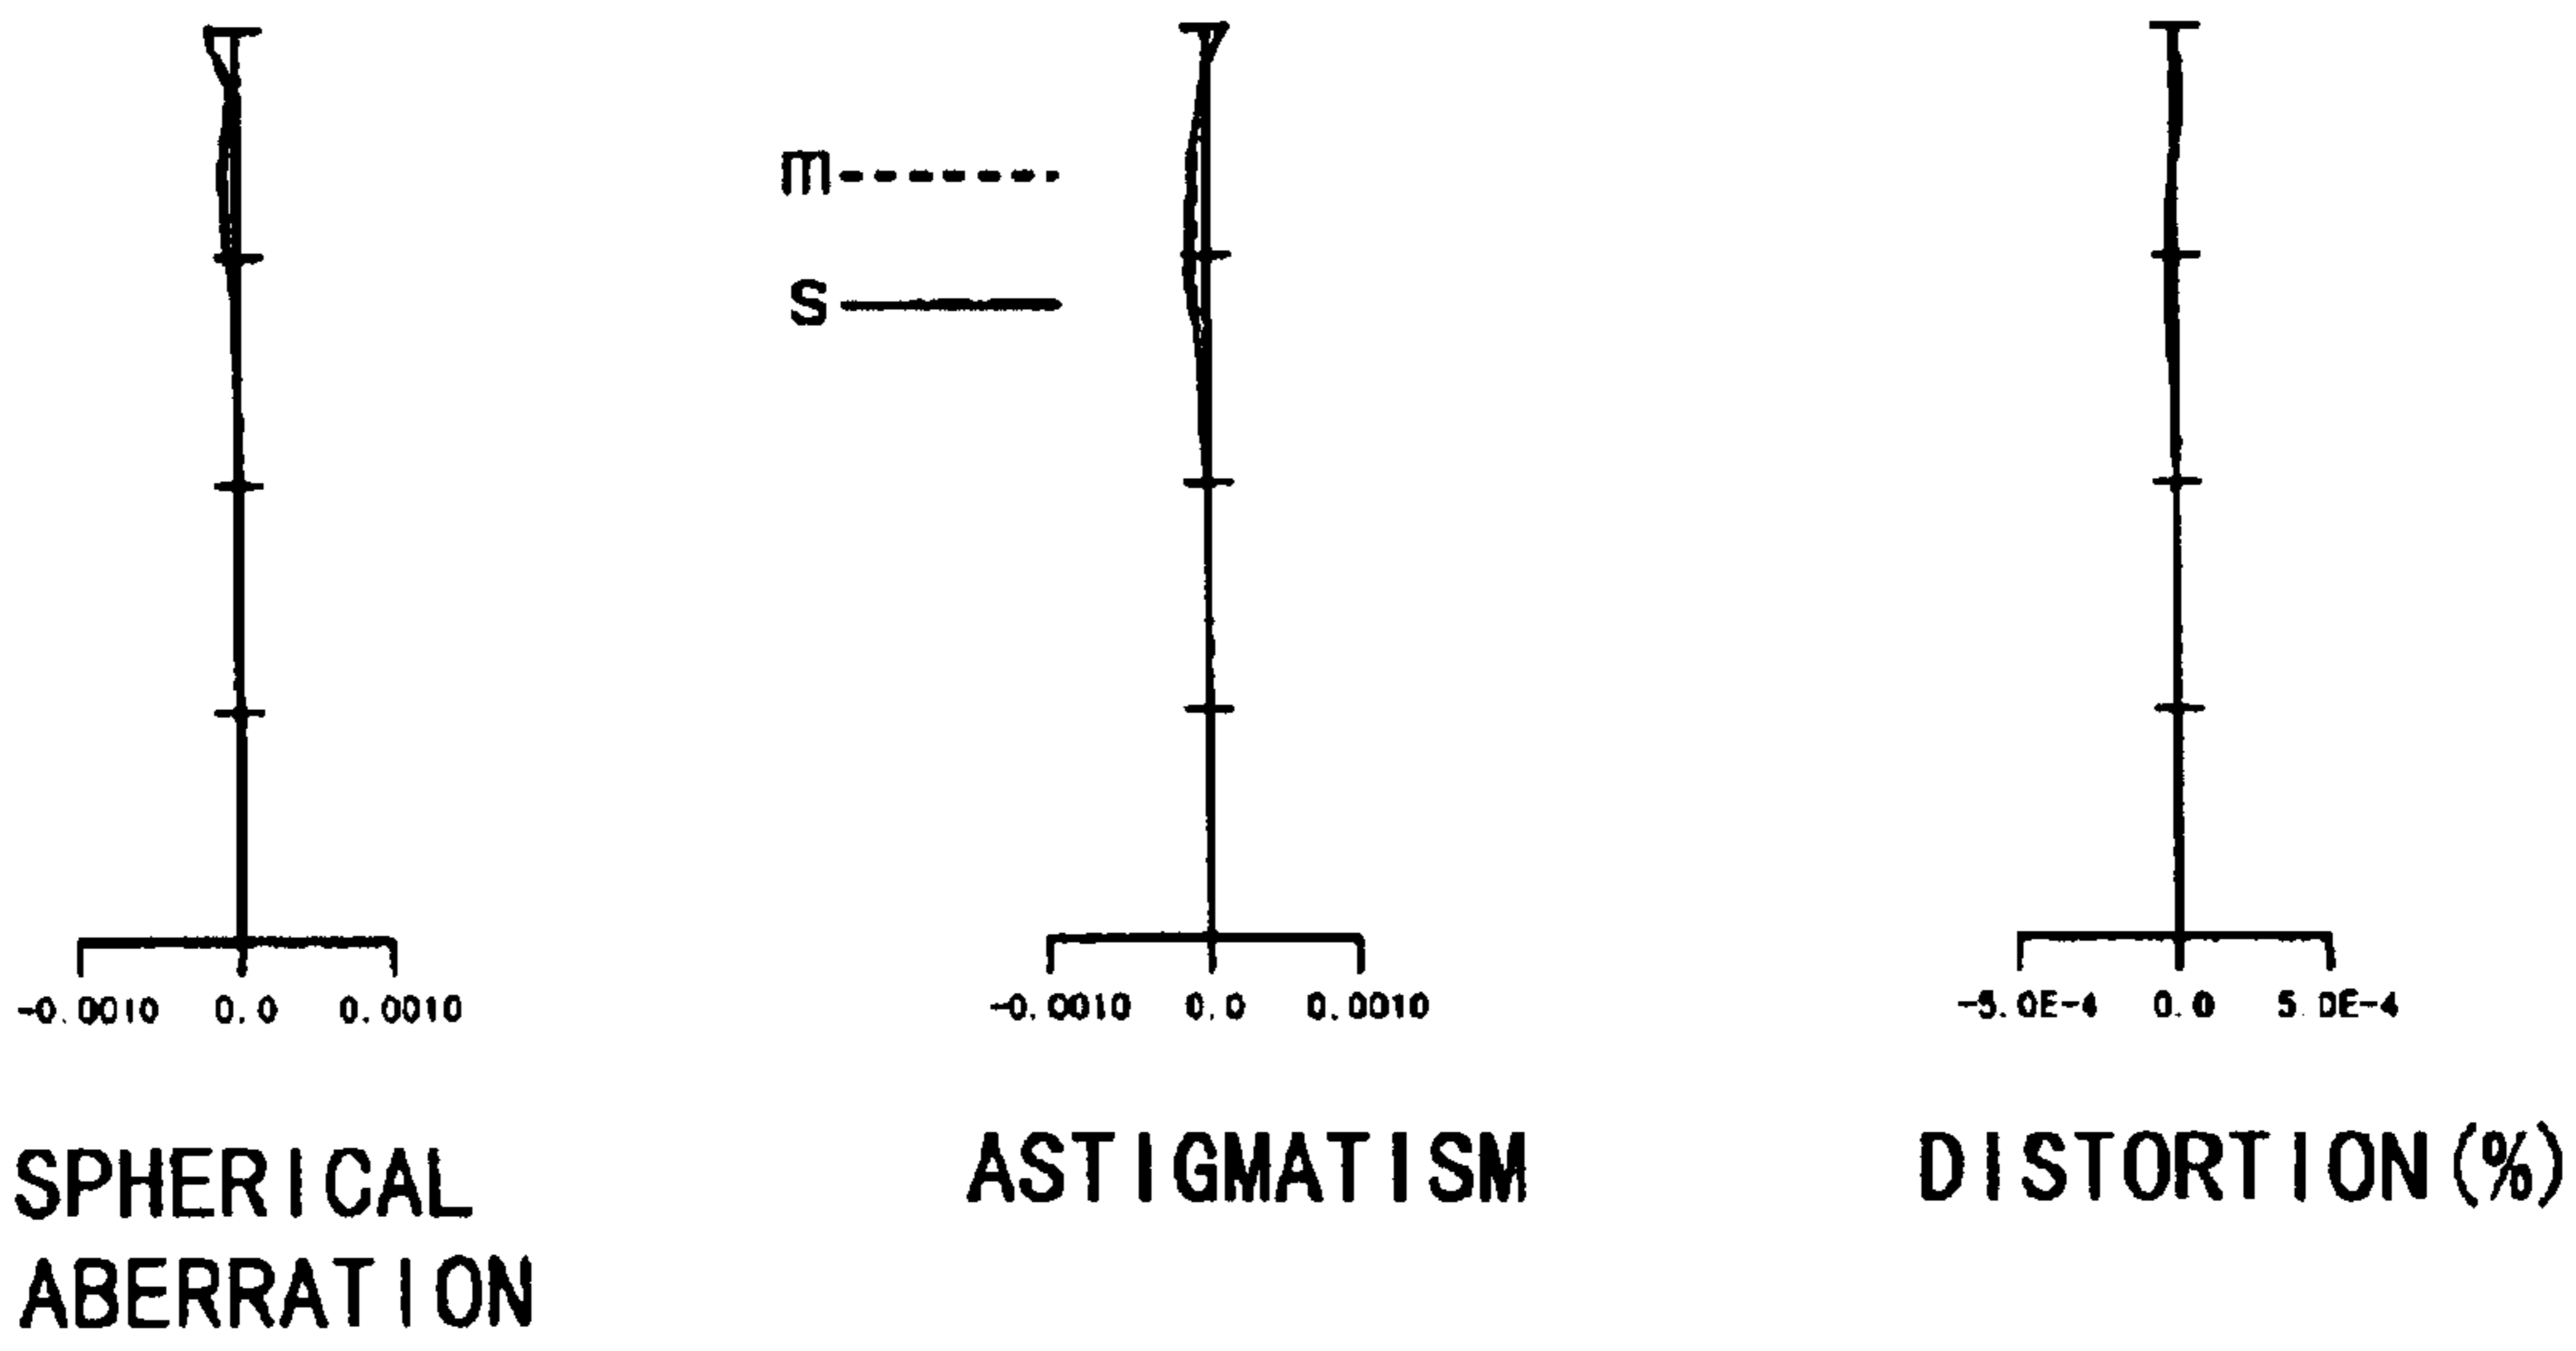 m
s
-0.0010 0.0 0.0010
-0.0010 0.0 0.0010
-5.0E-4 0.0 5.0E-4
SPHERICAL
ABERRATION
ASTIGMATISM
DISTORTION(%)